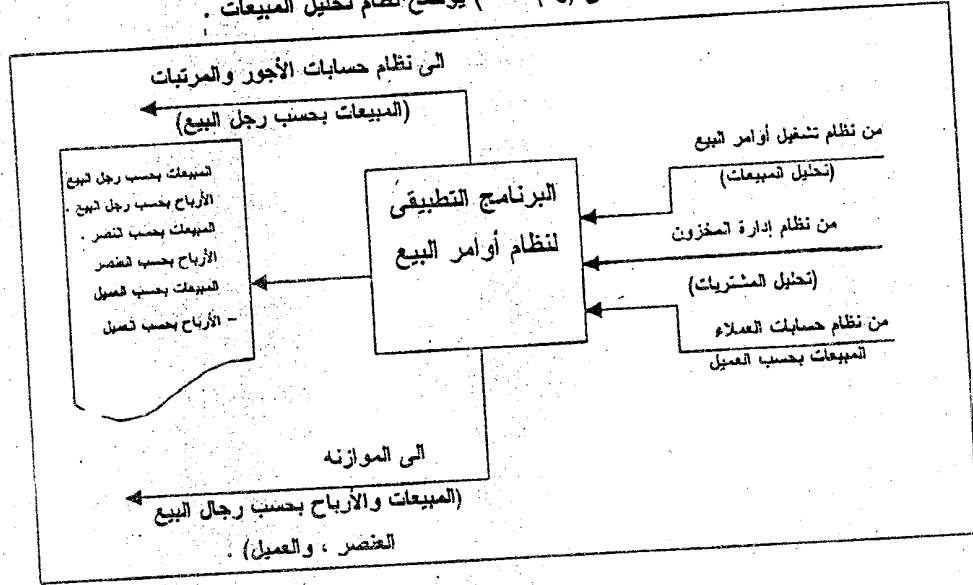 يوضح نظام تحليل المبيعات .
الى نظام حسابات الأجور والمرتبات
(المبيعات بحسب رجل البيع)
من نظام تشغيل أوامر البيع
(تحليل المبيعات)
من نظام إدارة المخزون
(تحليل المشتريات)
من نظام حسابات العملاء
المبيعات بحسب العميل
البرنامج التطبيقى
لنظام أوامر البيع
المبيعات بحسب رجل البيع
الأرباح بحسب رجل البيع .
المبيعات بحسب العنصر .
الأرباح بحسب العنصر
المبيعات بحسب العميل
– الأرباح بحسب العميل
الى الموازنه
(المبيعات والأرباح بحسب رجال البيع
العنصر ، والعميل) .